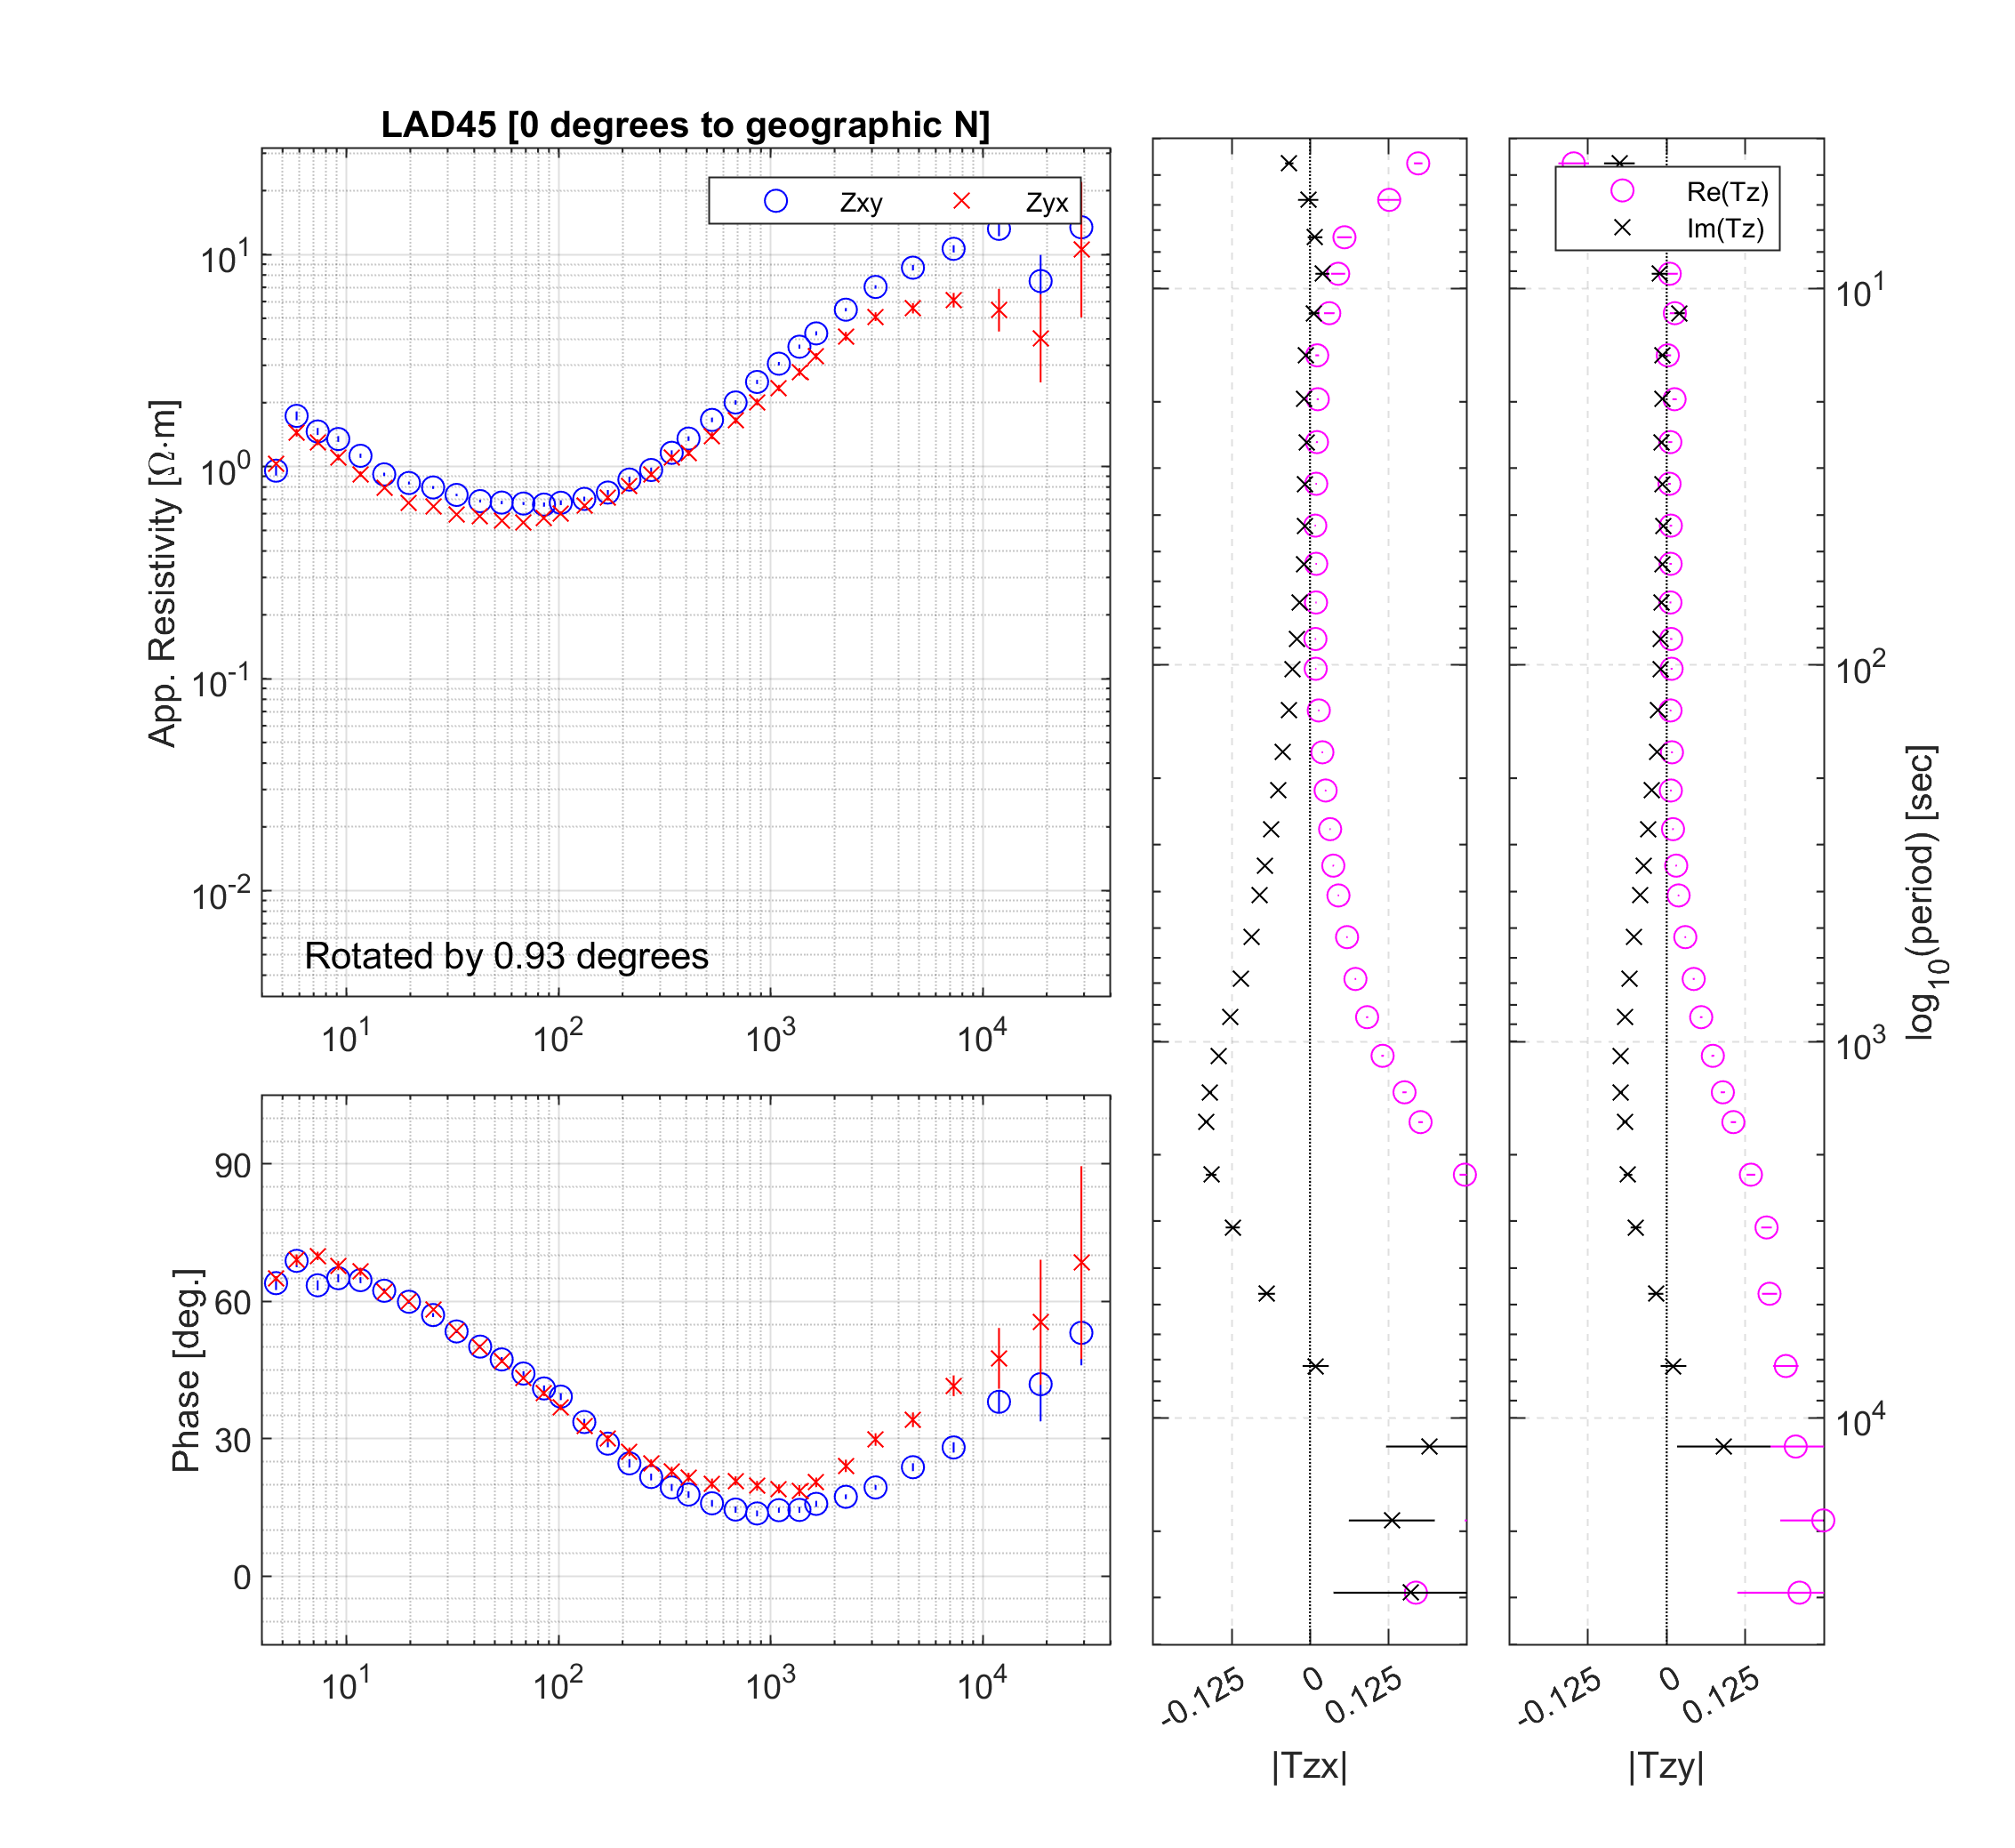 LAD45 [0 degrees to geographic N]
Zxy Zyx
App. Resistivity [Ω·m]
10^1
10^0
10^-1
10^-2
Rotated by 0.93 degrees
10^1 10^2 10^3 10^4
Phase [deg.]
90
60
30
0
10^1 10^2 10^3 10^4
-0.125 0 0.125
|Tzx|
Re(Tz)
Im(Tz)
10^1
10^2
10^3
10^4
log_10(period) [sec]
-0.125 0 0.125
|Tzy|